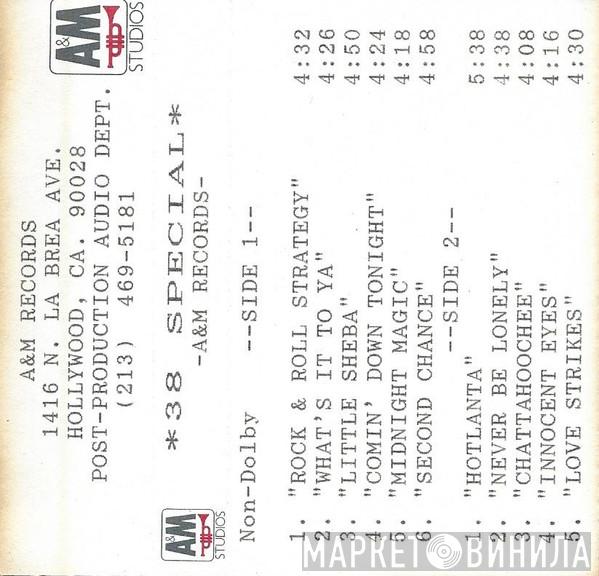 A&M
STUDIOS
A&M RECORDS
1416 N. LA BREA AVE.
HOLLYWOOD, CA. 90028
POST-PRODUCTION AUDIO DEPT.
(213) 469-5181
*38 SPECIAL*
-A&M RECORDS-
A&M
STUDIOS
Non-Dolby --SIDE 1--
1. "ROCK & ROLL STRATEGY" 4:32
2. "WHAT'S IT TO YA" 4:26
3. "LITTLE SHEBA" 4:50
4. "COMIN' DOWN TONIGHT" 4:24
5. "MIDNIGHT MAGIC" 4:18
6. "SECOND CHANCE" 4:58
--SIDE 2--
1. "HOTLANTA" 5:38
2. "NEVER BE LONELY" 4:38
3. "CHATTAHOOCHEE" 4:08
4. "INNOCENT EYES" 4:16
5. "LOVE STRIKES" 4:30
МАРКЕТ ВИНИЛА